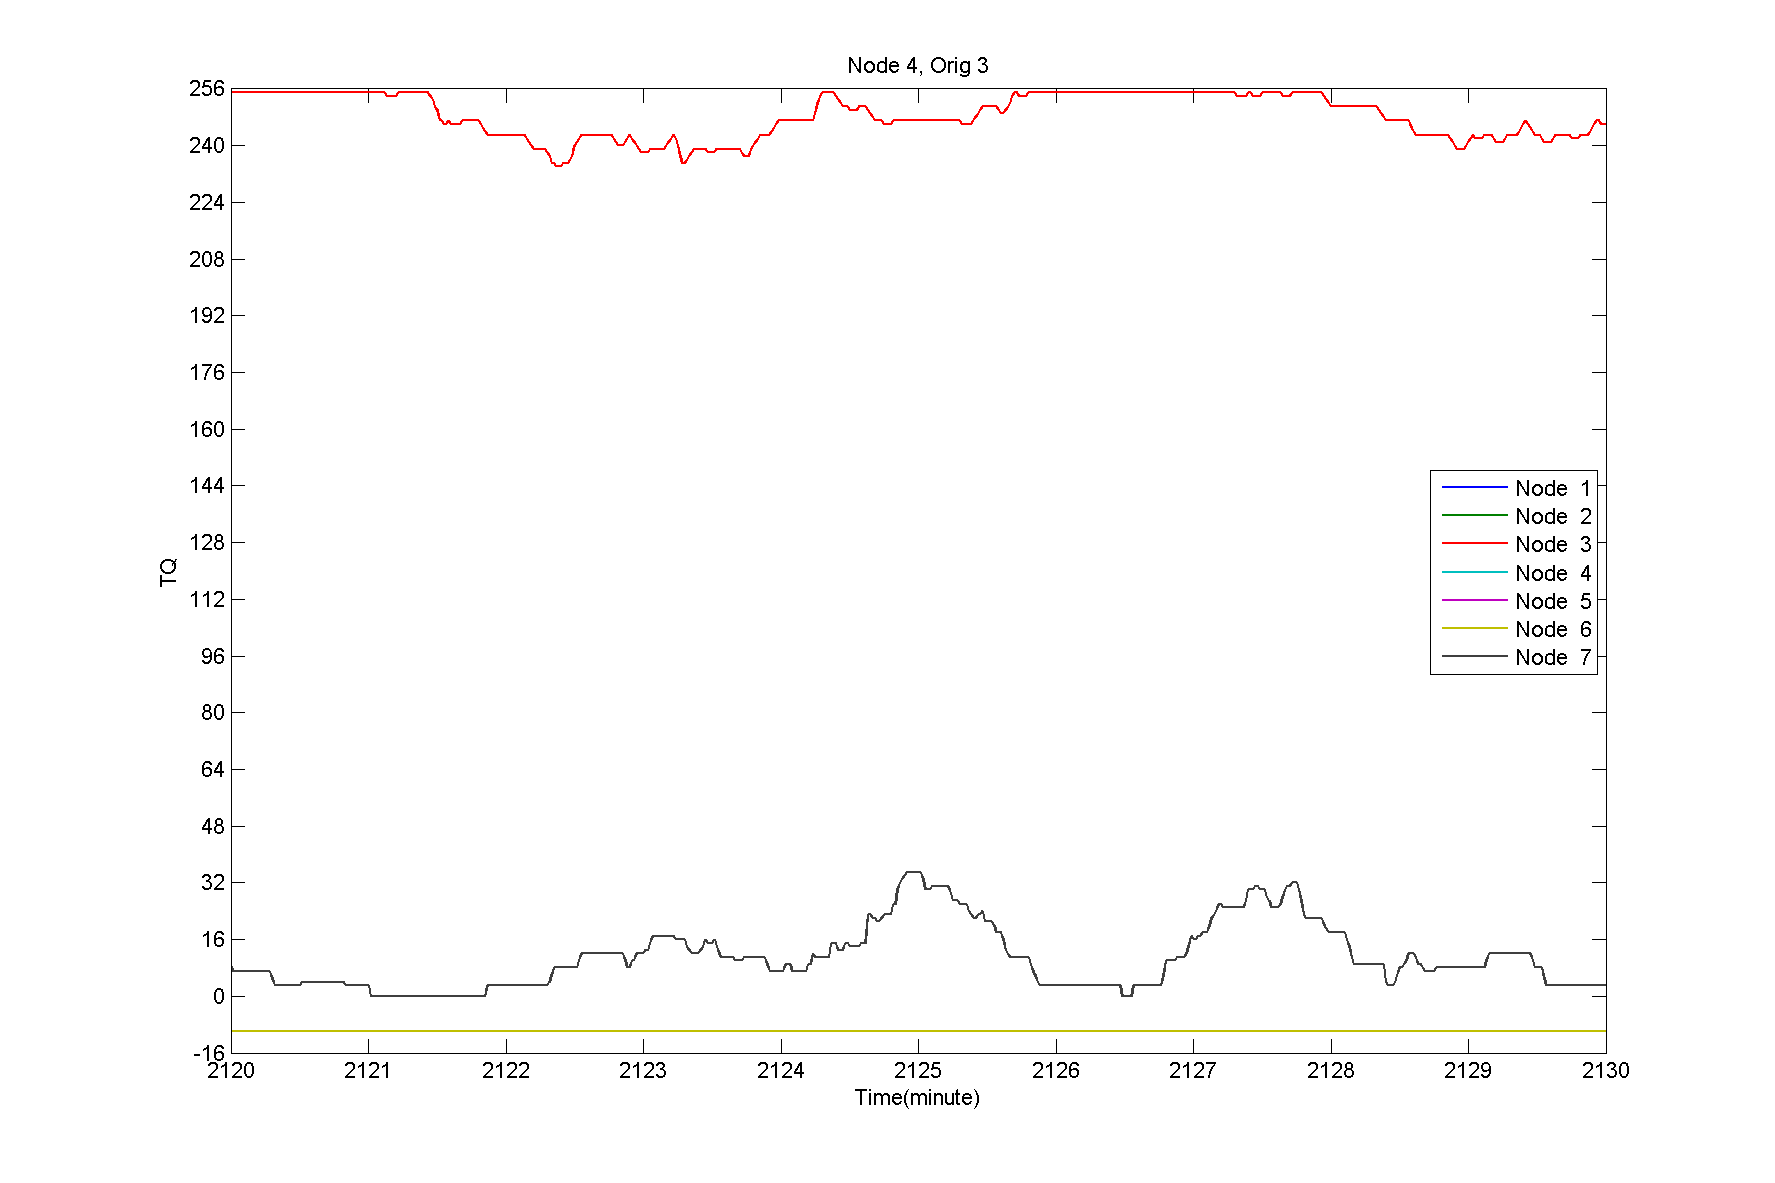 Node 4, Orig 3
256
240
224
208
192
176
160
144
128
112
96
80
64
48
32
16
0
-16
TQ
Node 1
Node 2
Node 3
Node 4
Node 5
Node 6
Node 7
2120 2121 2122 2123 2124 2125 2126 2127 2128 2129 2130
Time(minute)